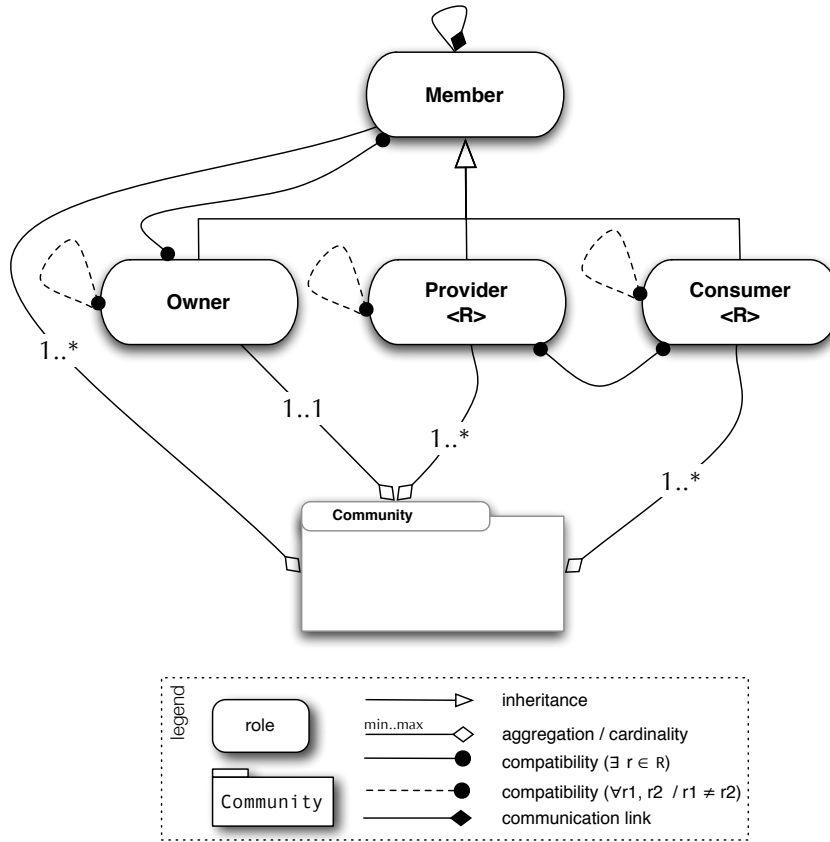 Member
Owner
Provider
<R>
Consumer
<R>
1..*
1..1
1..*
1..*
Community
legend
role
Community
inheritance
min..max
aggregation / cardinality
compatibility (∃ r ∈ R)
compatibility (∀r1, r2 / r1 ≠ r2)
communication link